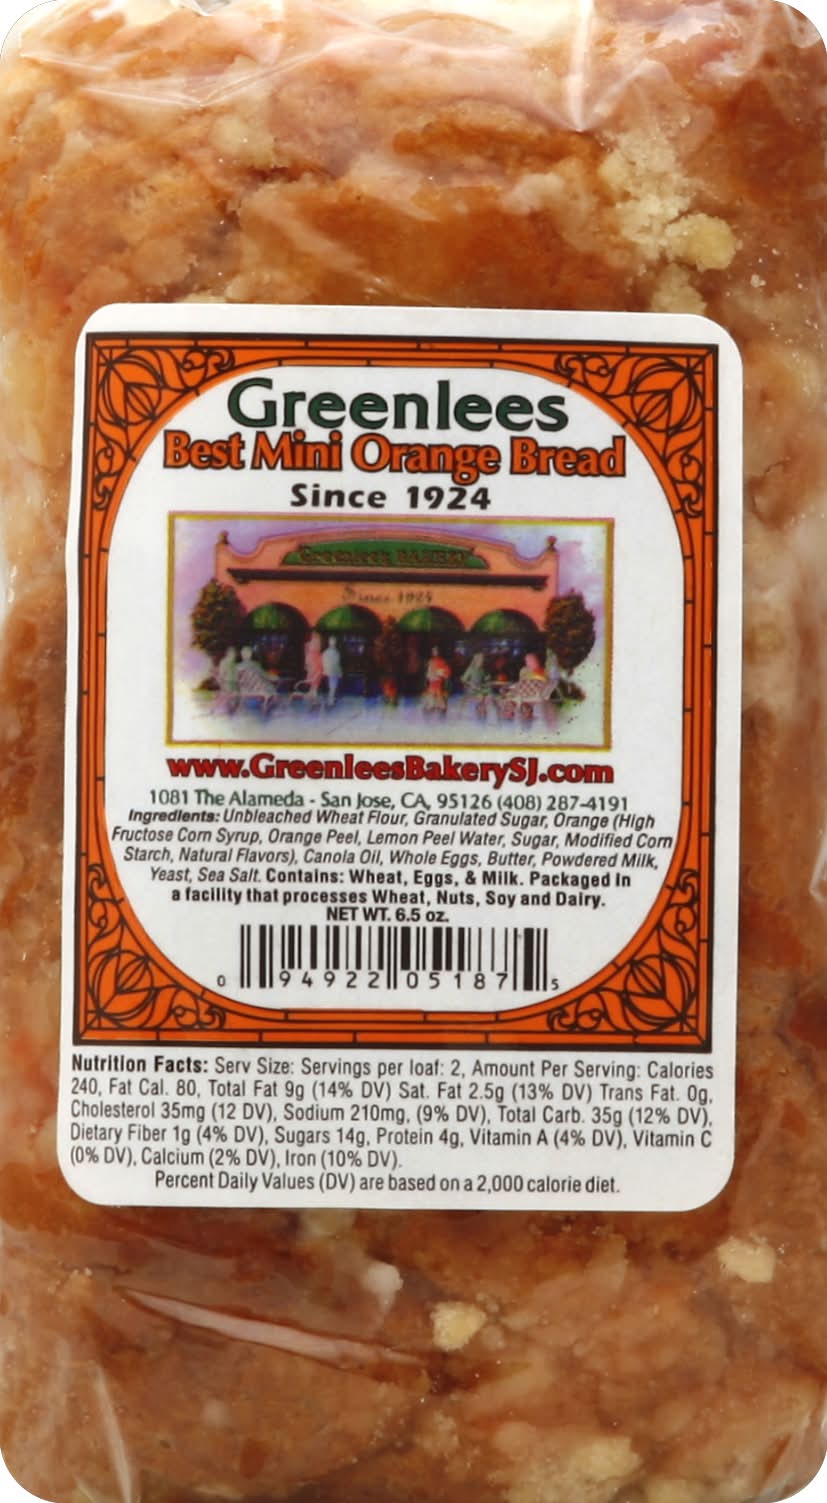 Greenlees
Best Mini Orange Bread
Since 1924
Greenlees BAKERY
Since 1924
www.GreenleesBakerySJ.com
1081 The Alameda - San Jose, CA, 95126 (408) 287-4191
Ingredients: Unbleached Wheat Flour, Granulated Sugar, Orange (High
Fructose Corn Syrup, Orange Peel, Lemon Peel Water, Sugar, Modified Corn
Starch, Natural Flavors), Canola Oil, Whole Eggs, Butter, Powdered Milk,
Yeast, Sea Salt. Contains: Wheat, Eggs, & Milk. Packaged in
a facility that processes Wheat, Nuts, Soy and Dairy.
NET WT. 6.5 oz.
0 94922 05187 5
Nutrition Facts: Serv Size: Servings per loaf: 2, Amount Per Serving: Calories
240, Fat Cal. 80, Total Fat 9g (14% DV) Sat. Fat 2.5g (13% DV) Trans Fat. 0g,
Cholesterol 35mg (12 DV), Sodium 210mg, (9% DV), Total Carb. 35g (12% DV),
Dietary Fiber 1g (4% DV), Sugars 14g, Protein 4g, Vitamin A (4% DV), Vitamin C
(0% DV), Calcium (2% DV), Iron (10% DV).
Percent Daily Values (DV) are based on a 2,000 calorie diet.